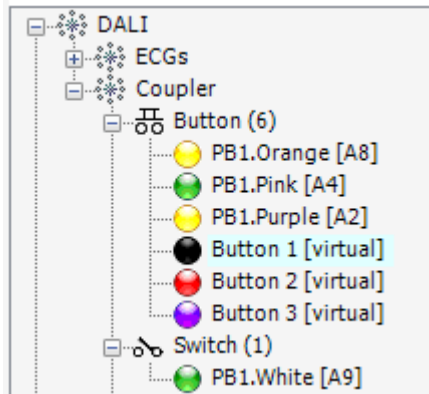 DALI
ECGs
Coupler
Button (6)
PB1.Orange [A8]
PB1.Pink [A4]
PB1.Purple [A2]
Button 1 [virtual]
Button 2 [virtual]
Button 3 [virtual]
Switch (1)
PB1.White [A9]